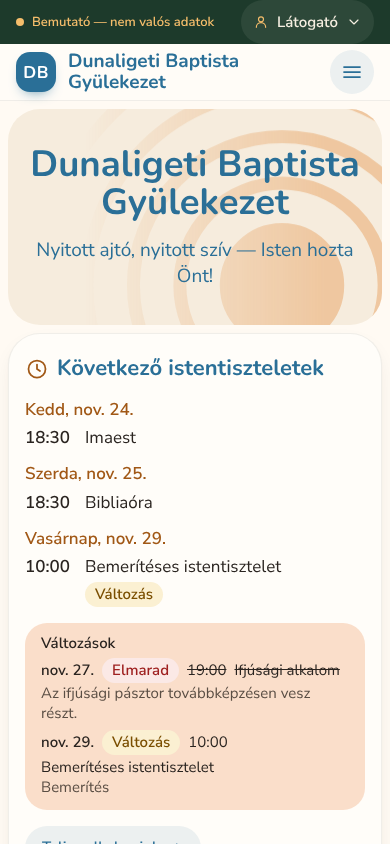 Bemutató — nem valós adatok
Látogató
DB
Dunaligeti Baptista
Gyülekezet
Dunaligeti Baptista
Gyülekezet
Nyitott ajtó, nyitott szív — Isten hozta
Önt!
Következő istentiszteletek
Kedd, nov. 24.
18:30 Imaest
Szerda, nov. 25.
18:30 Bibliaóra
Vasárnap, nov. 29.
10:00 Bemerítéses istentisztelet
Változás
Változások
nov. 27. Elmarad 19:00 Ifjúsági alkalom
Az ifjúsági pásztor továbbképzésen vesz
részt.
nov. 29. Változás 10:00
Bemerítéses istentisztelet
Bemerítés